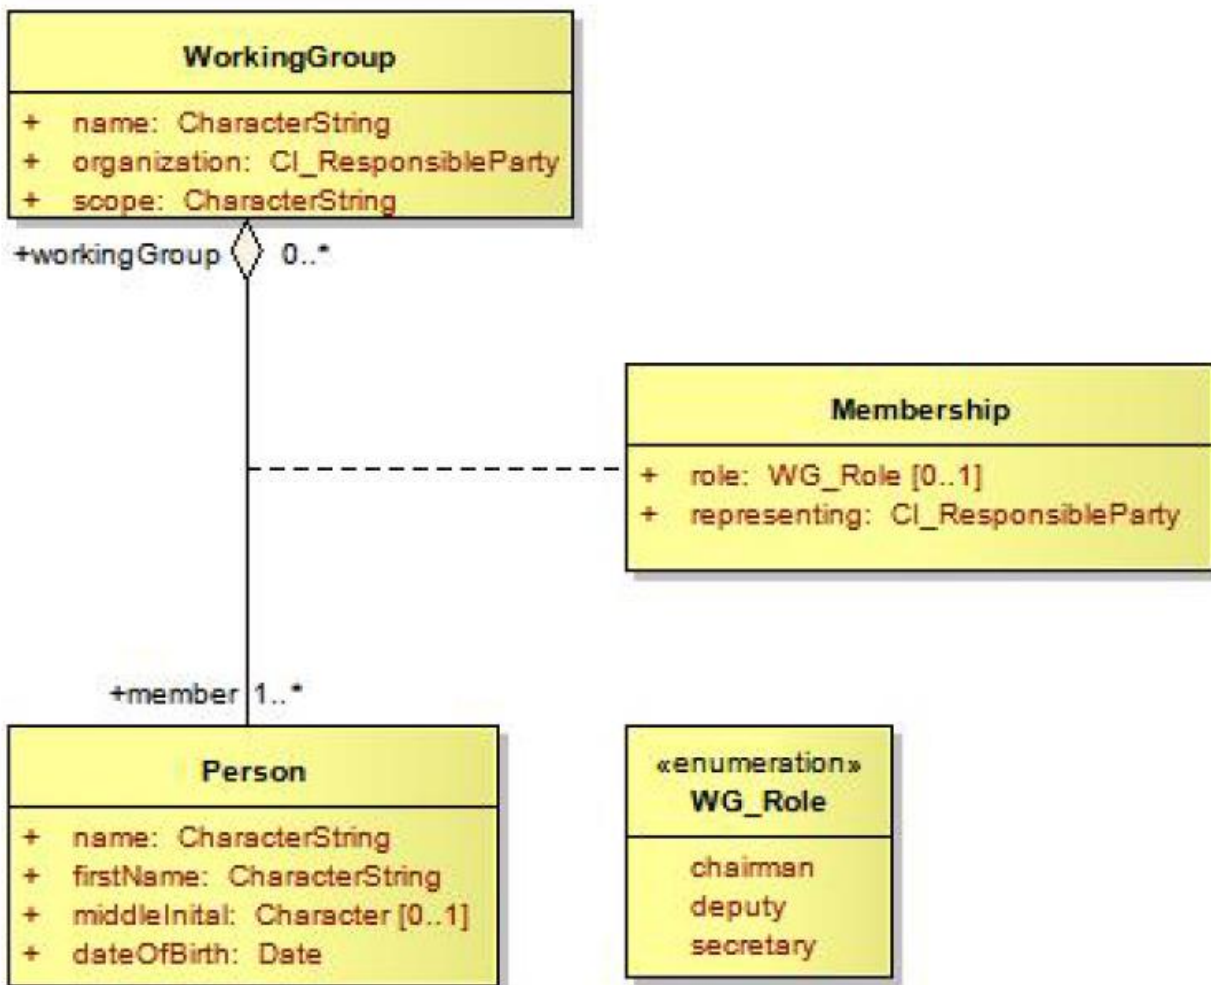 WorkingGroup
+ name: CharacterString
+ organization: CI_ResponsibleParty
+ scope: CharacterString
+workingGroup 0..*
Membership
+ role: WG_Role [0..1]
+ representing: CI_ResponsibleParty
+member 1..*
Person
+ name: CharacterString
+ firstName: CharacterString
+ middleInital: Character [0..1]
+ dateOfBirth: Date
«enumeration»
WG_Role
chairman
deputy
secretary